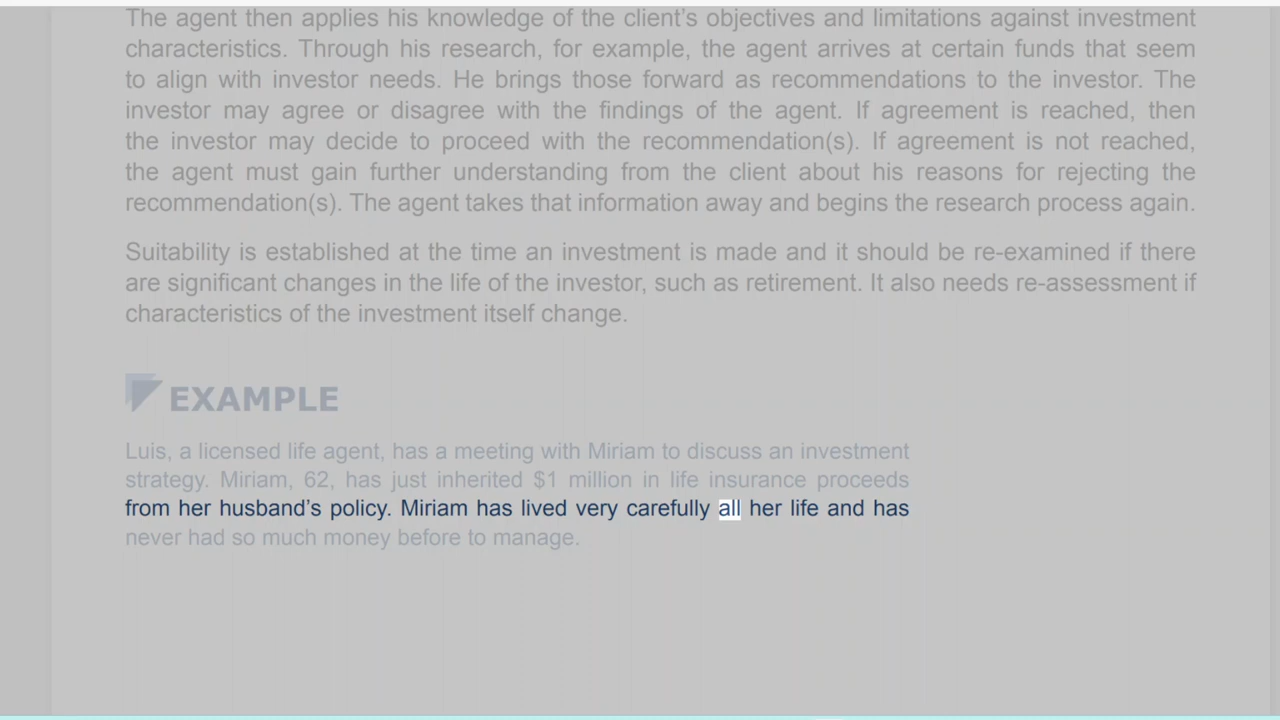 The agent then applies his knowledge of the client’s objectives and limitations against investment
characteristics. Through his research, for example, the agent arrives at certain funds that seem
to align with investor needs. He brings those forward as recommendations to the investor. The
investor may agree or disagree with the findings of the agent. If agreement is reached, then
the investor may decide to proceed with the recommendation(s). If agreement is not reached,
the agent must gain further understanding from the client about his reasons for rejecting the
recommendation(s). The agent takes that information away and begins the research process again.
Suitability is established at the time an investment is made and it should be re-examined if there
are significant changes in the life of the investor, such as retirement. It also needs re-assessment if
characteristics of the investment itself change.
EXAMPLE
Luis, a licensed life agent, has a meeting with Miriam to discuss an investment
strategy. Miriam, 62, has just inherited $1 million in life insurance proceeds
from her husband’s policy. Miriam has lived very carefully all her life and has
never had so much money before to manage.